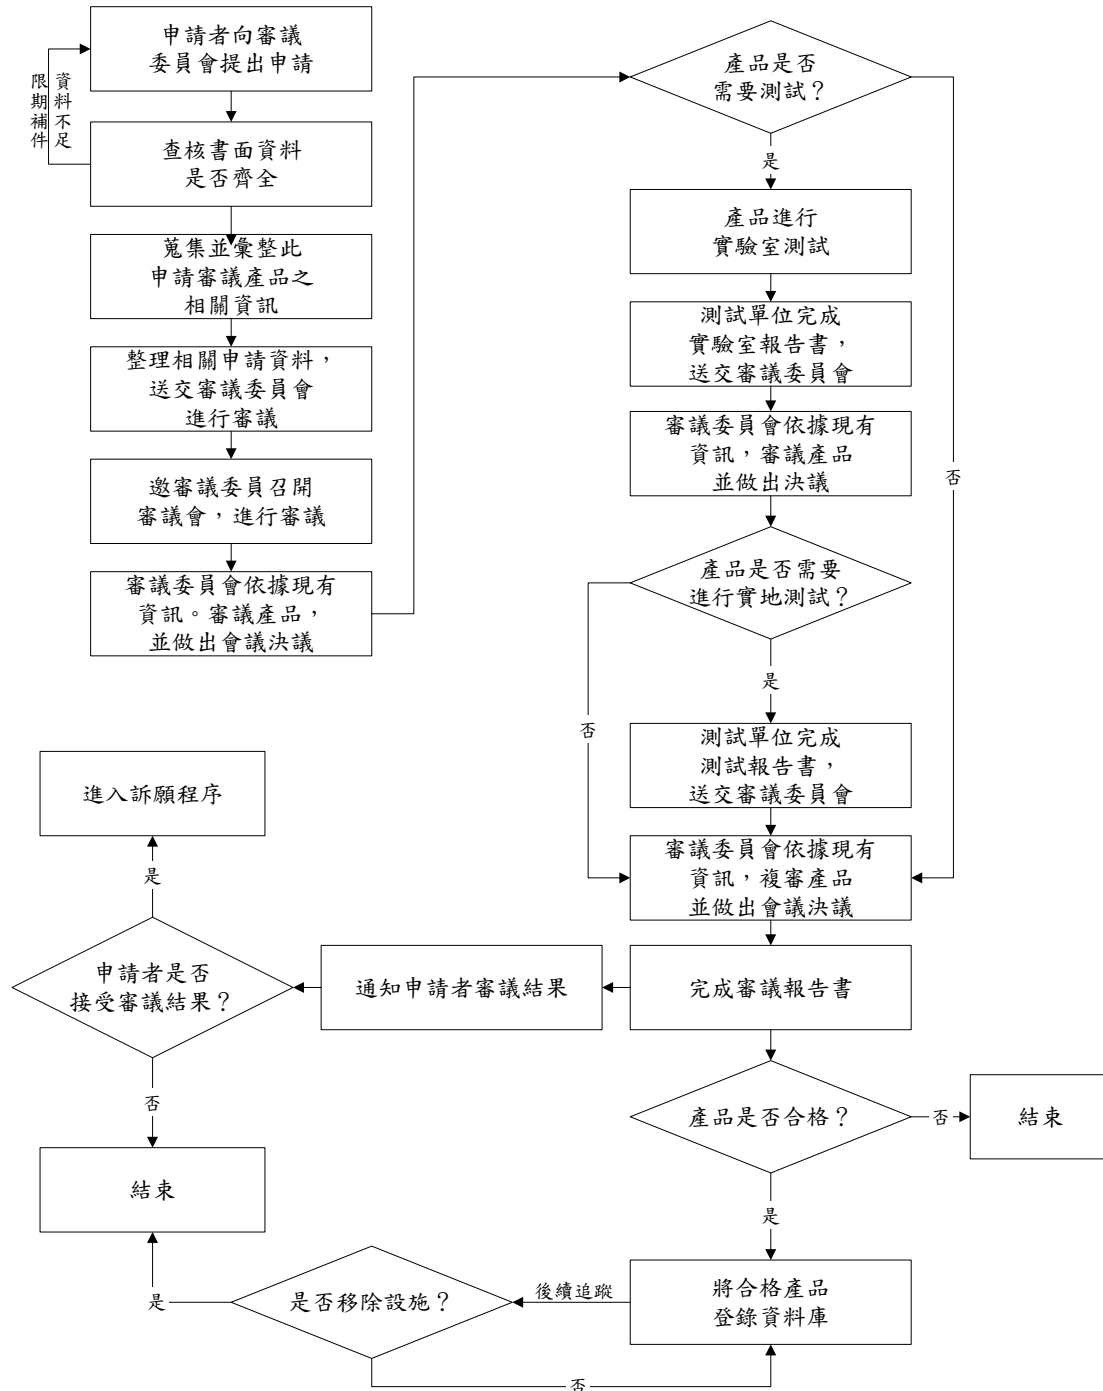 申請者向審議
委員會提出申請
資料不足
限期補件
查核書面資料
是否齊全
蒐集並彙整此
申請審議產品之
相關資訊
整理相關申請資料，
送交審議委員會
進行審議
邀審議委員召開
審議會，進行審議
審議委員會依據現有
資訊。審議產品，
並做出會議決議
產品是否
需要測試？
是
產品進行
實驗室測試
測試單位完成
實驗室報告書，
送交審議委員會
審議委員會依據現有
資訊，審議產品
並做出決議
否
產品是否需要
進行實地測試？
是
否
測試單位完成
測試報告書，
送交審議委員會
審議委員會依據現有
資訊，複審產品
並做出會議決議
完成審議報告書
通知申請者審議結果
申請者是否
接受審議結果？
是
進入訴願程序
否
結束
產品是否合格？
否
結束
是
將合格產品
登錄資料庫
後續追蹤
是否移除設施？
是
否